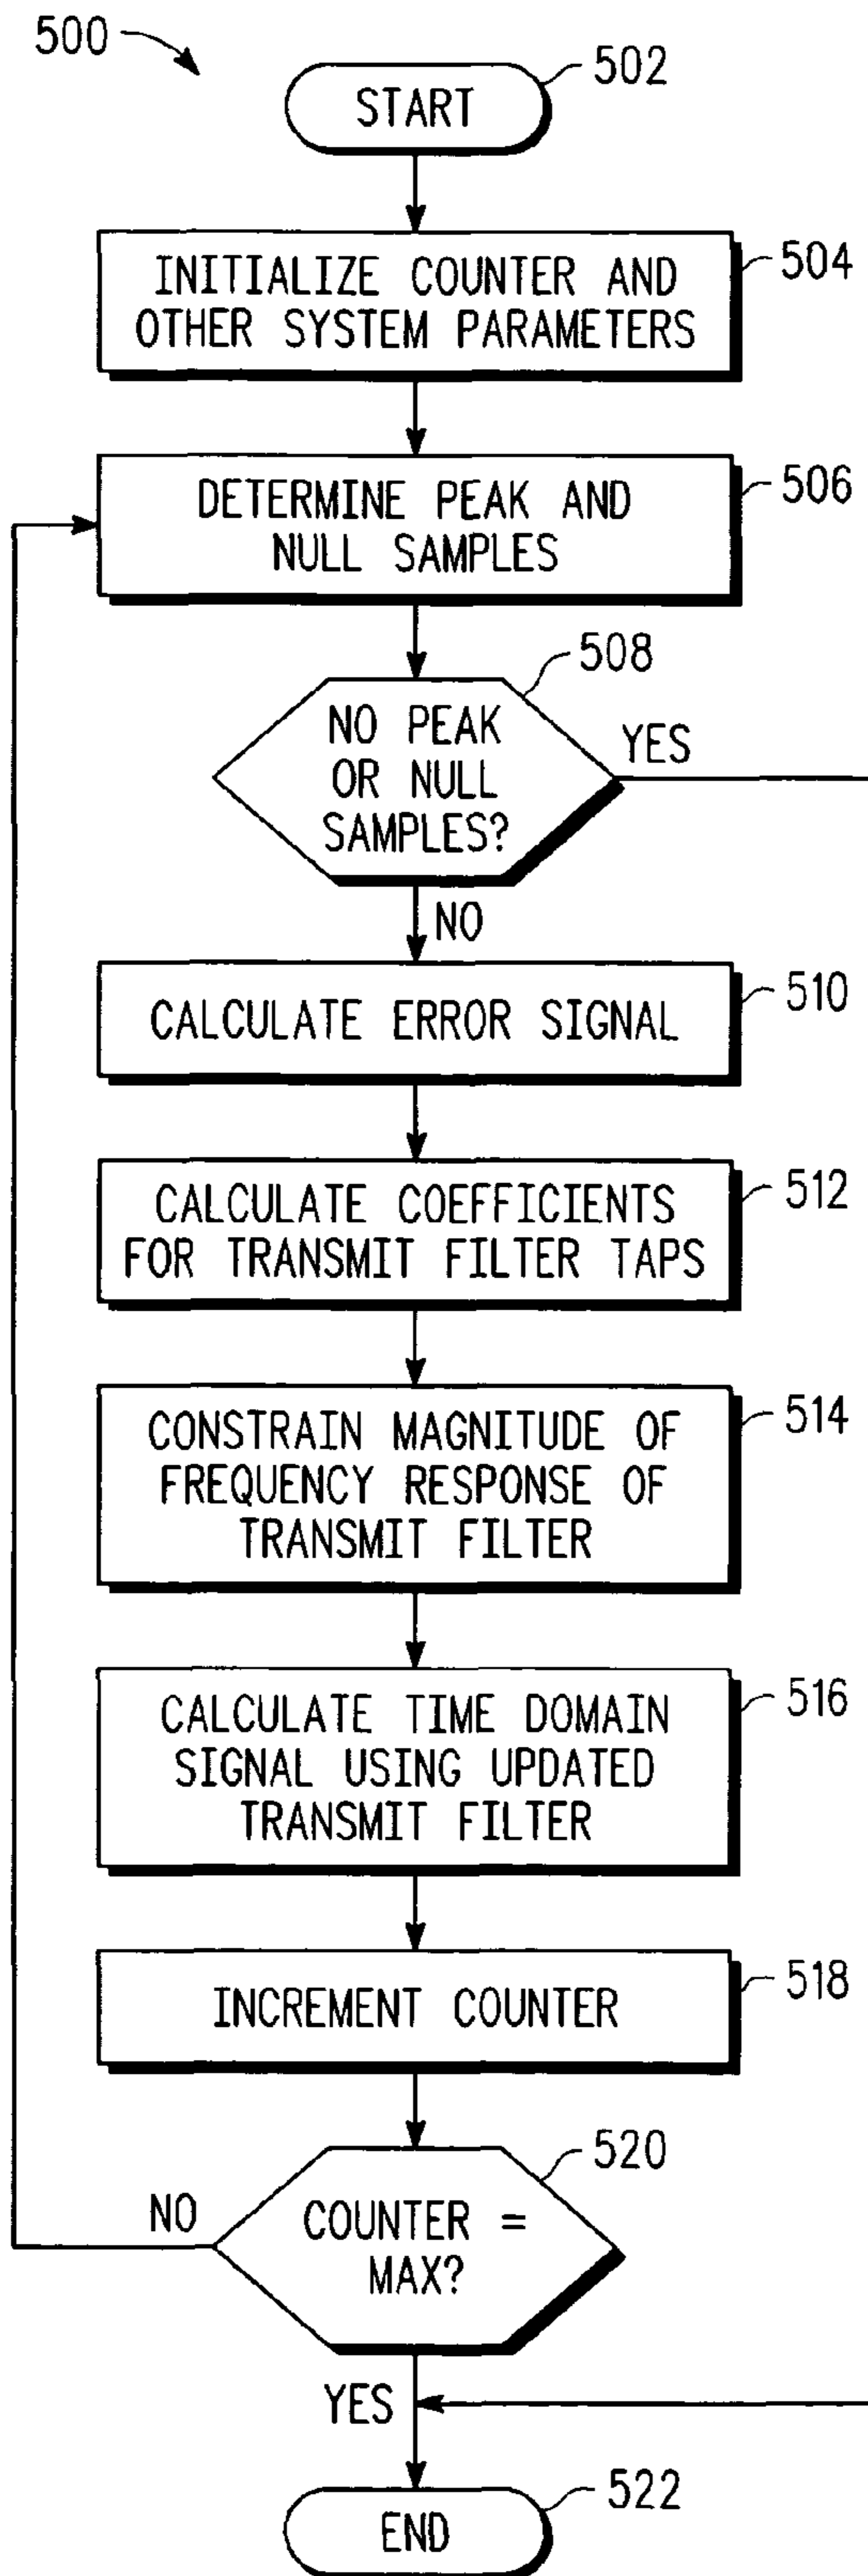 500
START
502
INITIALIZE COUNTER AND
OTHER SYSTEM PARAMETERS
504
DETERMINE PEAK AND
NULL SAMPLES
506
508
NO PEAK
OR NULL
SAMPLES?
YES
NO
CALCULATE ERROR SIGNAL
510
CALCULATE COEFFICIENTS
FOR TRANSMIT FILTER TAPS
512
CONSTRAIN MAGNITUDE OF
FREQUENCY RESPONSE OF
TRANSMIT FILTER
514
CALCULATE TIME DOMAIN
SIGNAL USING UPDATED
TRANSMIT FILTER
516
INCREMENT COUNTER
518
520
NO
COUNTER =
MAX?
YES
END
522